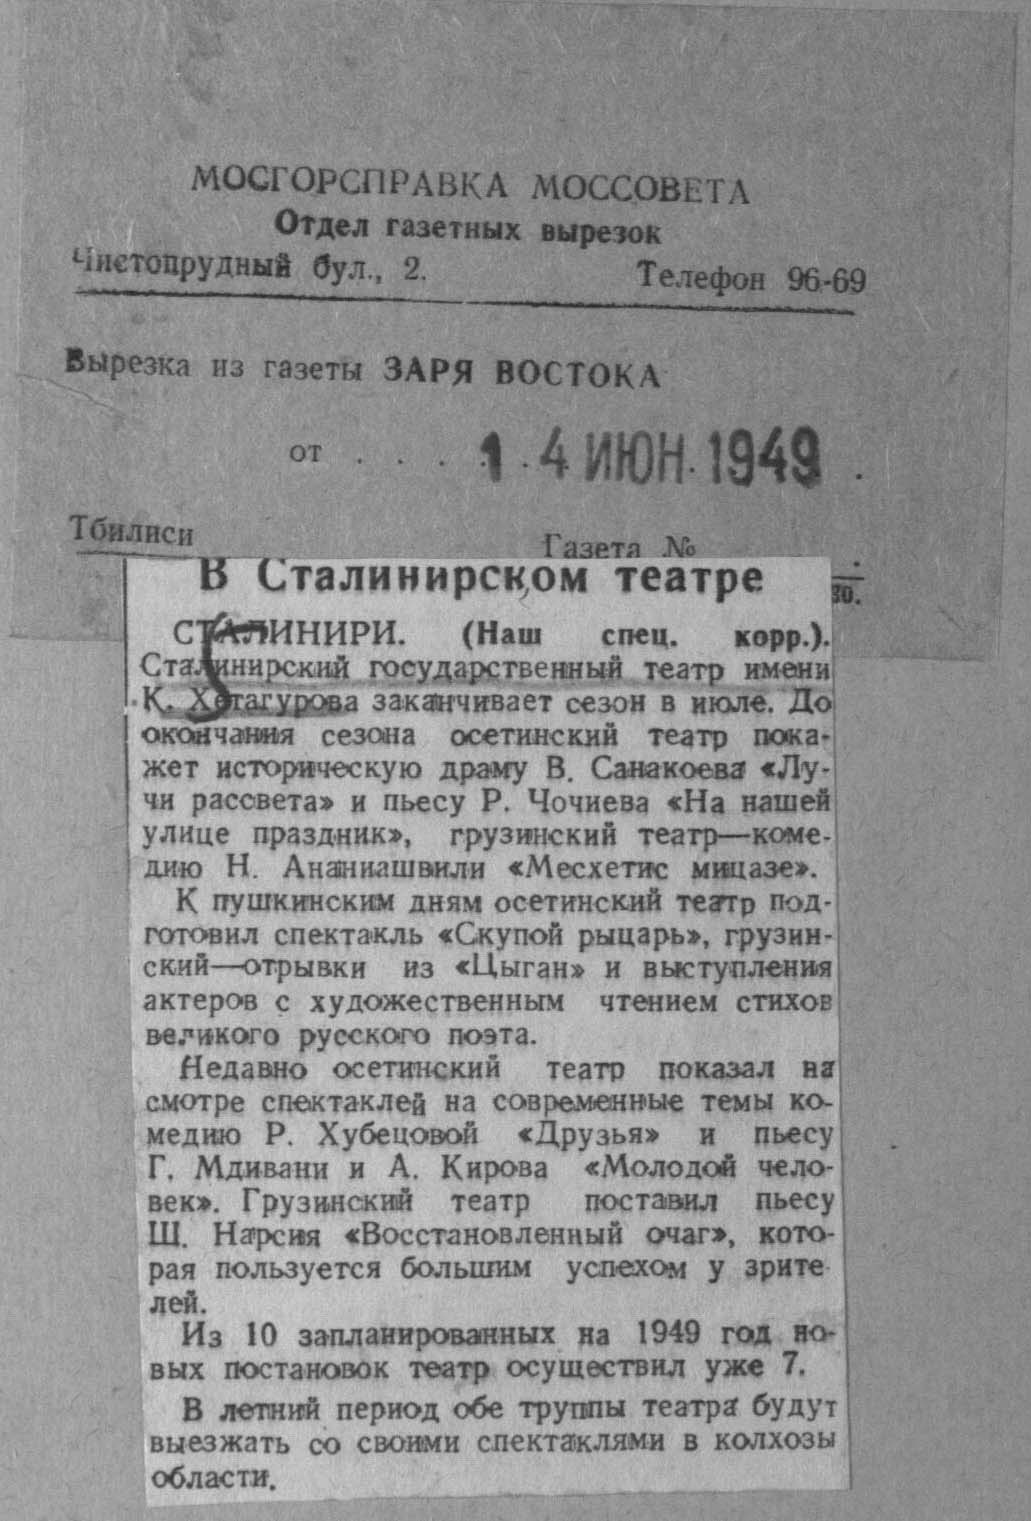 МОСГОРСПРАВКА МОССОВЕТА
Отдел газетных вырезок
Чистопрудный бул., 2. Телефон 96-69
Вырезка из газеты ЗАРЯ ВОСТОКА
от . . . . 14 ИЮН. 1949 .
Тбилиси Газета №
В Сталинирском театре
СТАЛИНИРИ. (Наш спец. корр.).
Сталинирский государственный театр имени
К. Хетагурова заканчивает сезон в июле. До
окончания сезона осетинский театр пока-
жет историческую драму В. Санакоева «Лу-
чи рассвета» и пьесу Р. Чочиева «На нашей
улице праздник», грузинский театр—коме-
дию Н. Ананиашвили «Месхетис мицазе».
К пушкинским дням осетинский театр под-
готовил спектакль «Скупой рыцарь», грузин-
ский—отрывки из «Цыган» и выступления
актеров с художественным чтением стихов
великого русского поэта.
Недавно осетинский театр показал на
смотре спектаклей на современные темы ко-
медию Р. Хубецовой «Друзья» и пьесу
Г. Мдивани и А. Кирова «Молодой чело-
век». Грузинский театр поставил пьесу
Ш. Нарсия «Восстановленный очаг», кото-
рая пользуется большим успехом у зрите
лей.
Из 10 запланированных на 1949 год но-
вых постановок театр осуществил уже 7.
В летний период обе труппы театра будут
выезжать со своими спектаклями в колхозы
области.